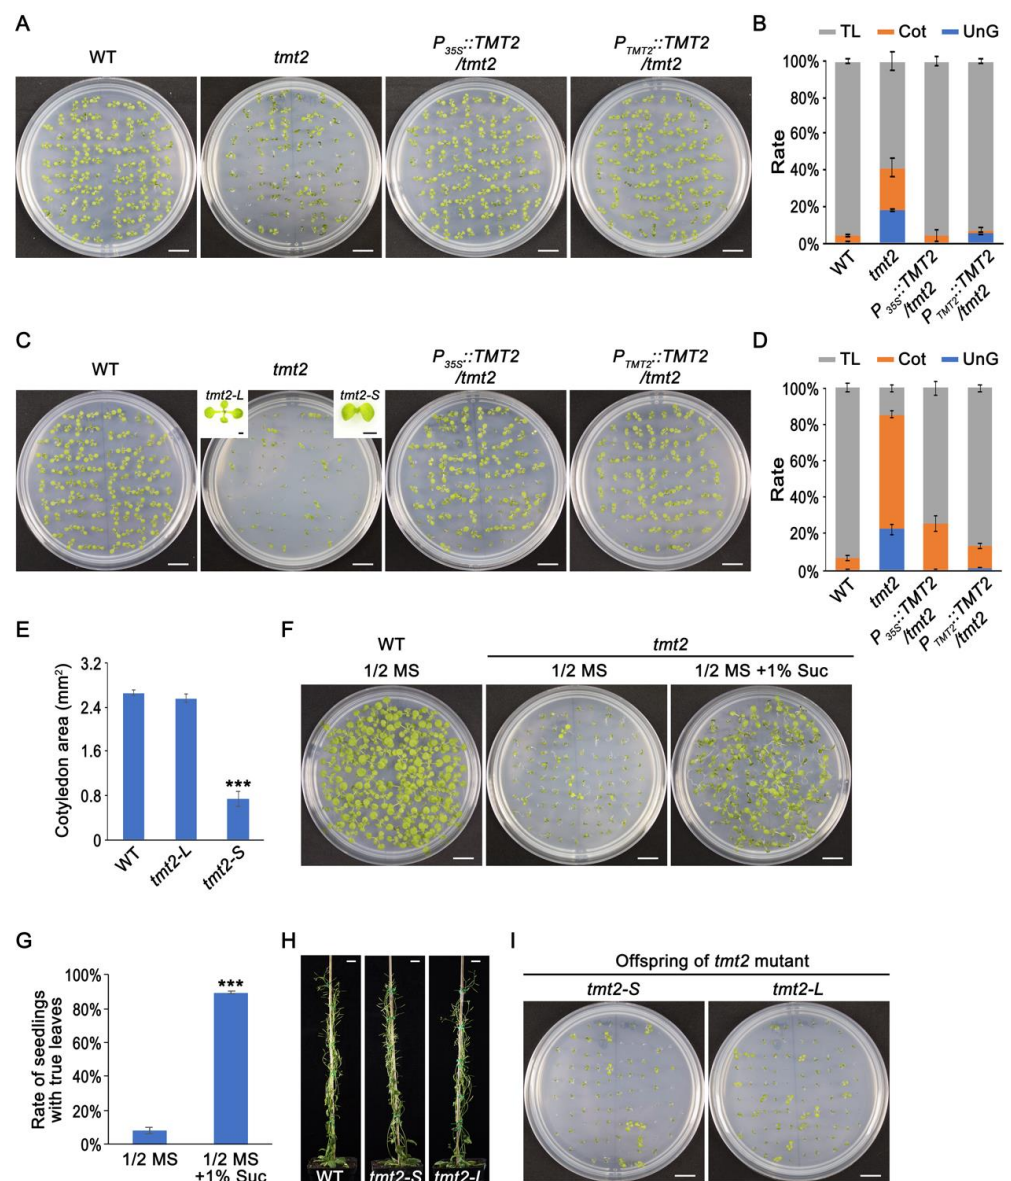 A
WT
tmt2
P35S::TMT2
/tmt2
PTMT2::TMT2
/tmt2
B
TL Cot UnG
Rate
100%
80%
60%
40%
20%
0%
WT
tmt2
P35S::TMT2
/tmt2
PTMT2::TMT2
/tmt2
C
WT
tmt2
P35S::TMT2
/tmt2
PTMT2::TMT2
/tmt2
tmt2-L
tmt2-S
D
TL Cot UnG
Rate
100%
80%
60%
40%
20%
0%
WT
tmt2
P35S::TMT2
/tmt2
PTMT2::TMT2
/tmt2
E
Cotyledon area (mm2)
3.2
2.4
1.6
0.8
0
***
WT
tmt2-L
tmt2-S
F
WT
tmt2
1/2 MS
1/2 MS
1/2 MS +1% Suc
G
Rate of seedlings
with true leaves
100%
80%
60%
40%
20%
0%
***
1/2 MS
1/2 MS
+1% Suc
H
WT
tmt2-S
tmt2-L
I
Offspring of tmt2 mutant
tmt2-S
tmt2-L